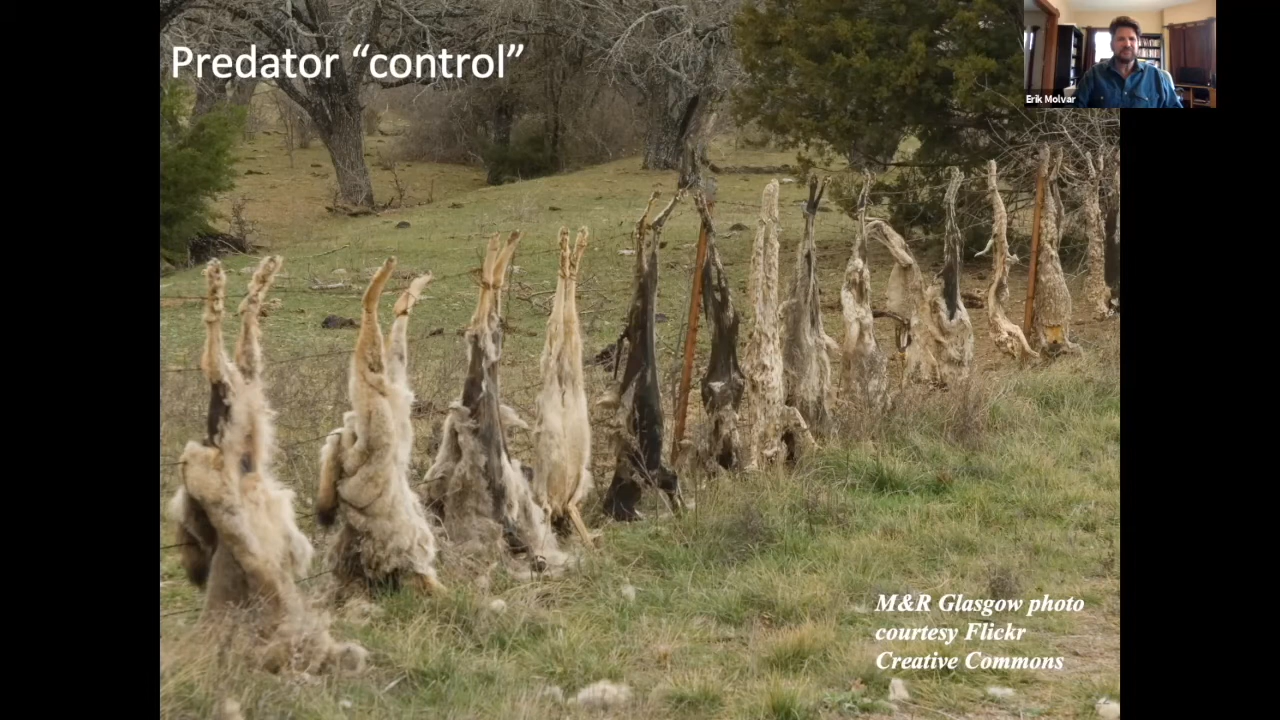 Predator “control”
Erik Molvar
M&R Glasgow photo
courtesy Flickr
Creative Commons